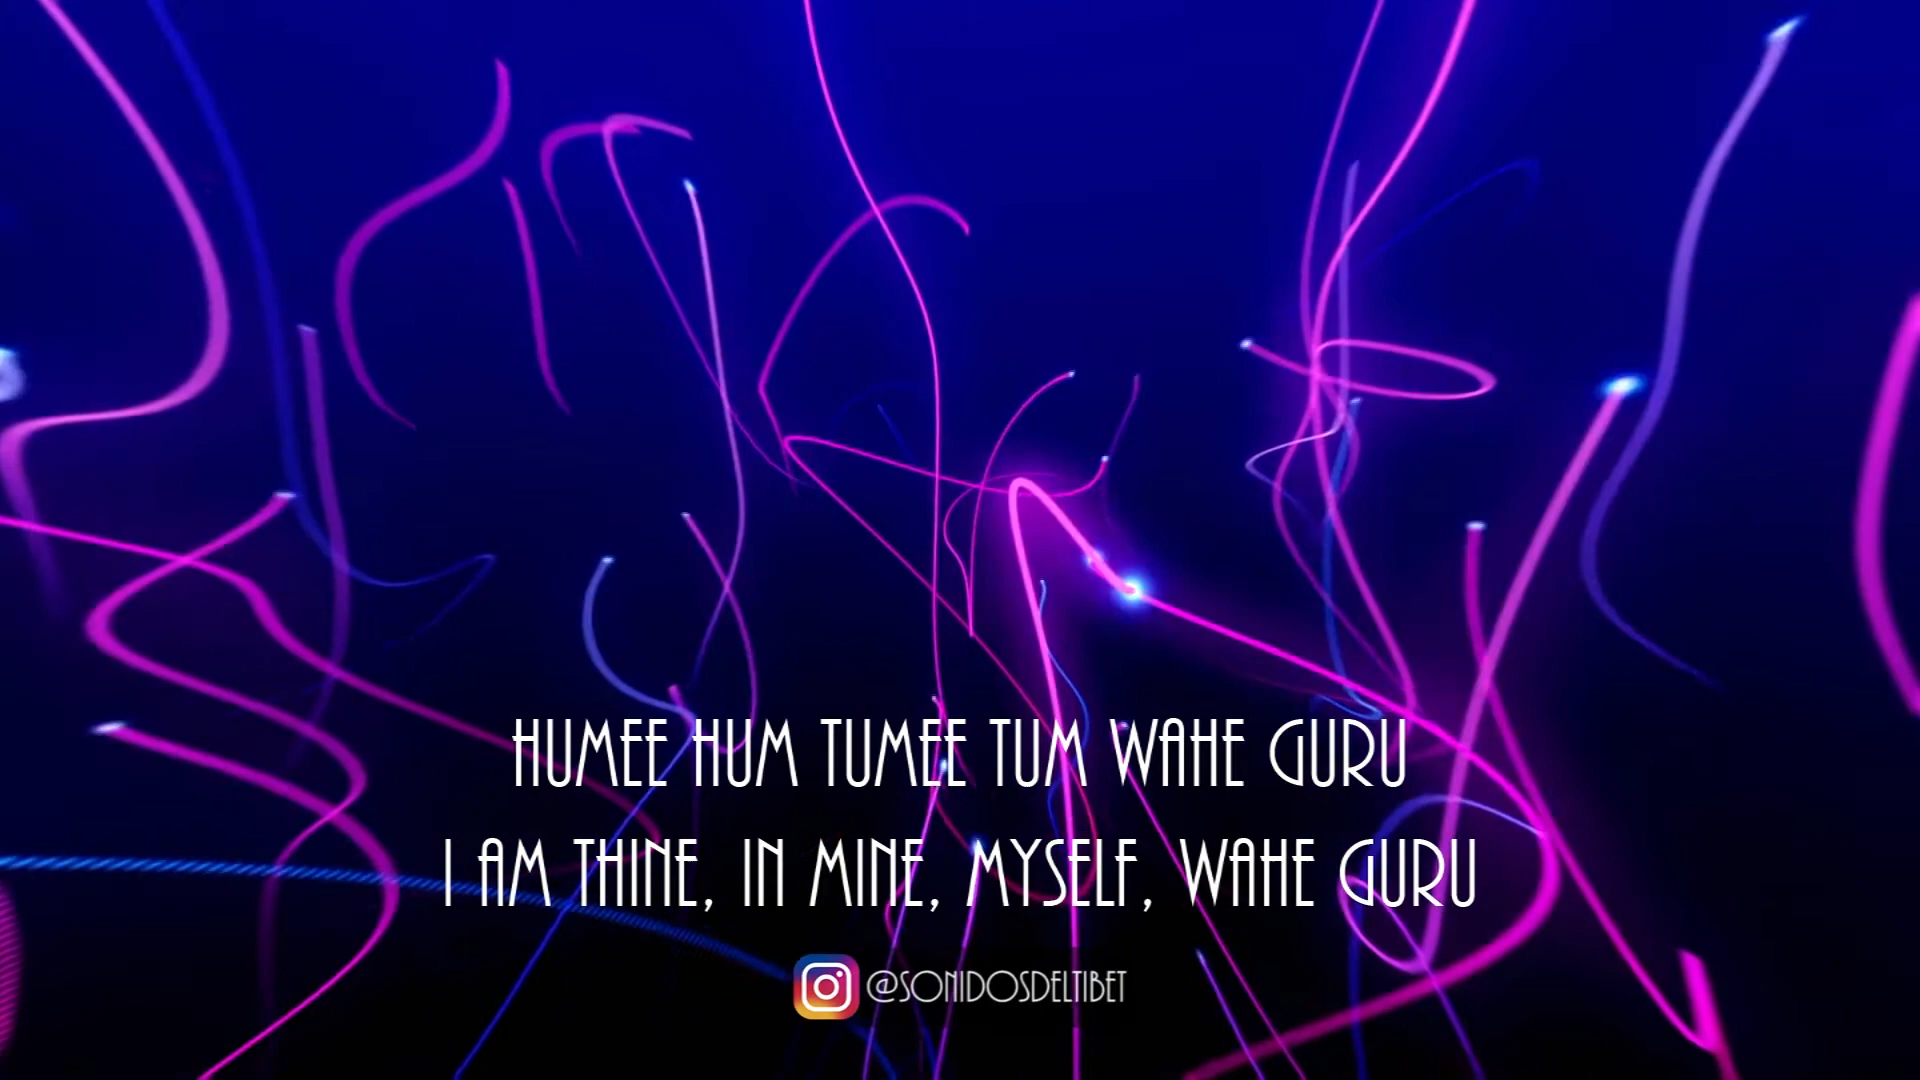 HUMEE HUM TUMEE TUM WAHE GURU
I AM THINE, IN MINE, MYSELF, WAHE GURU
@SONIDOSDELTIBET